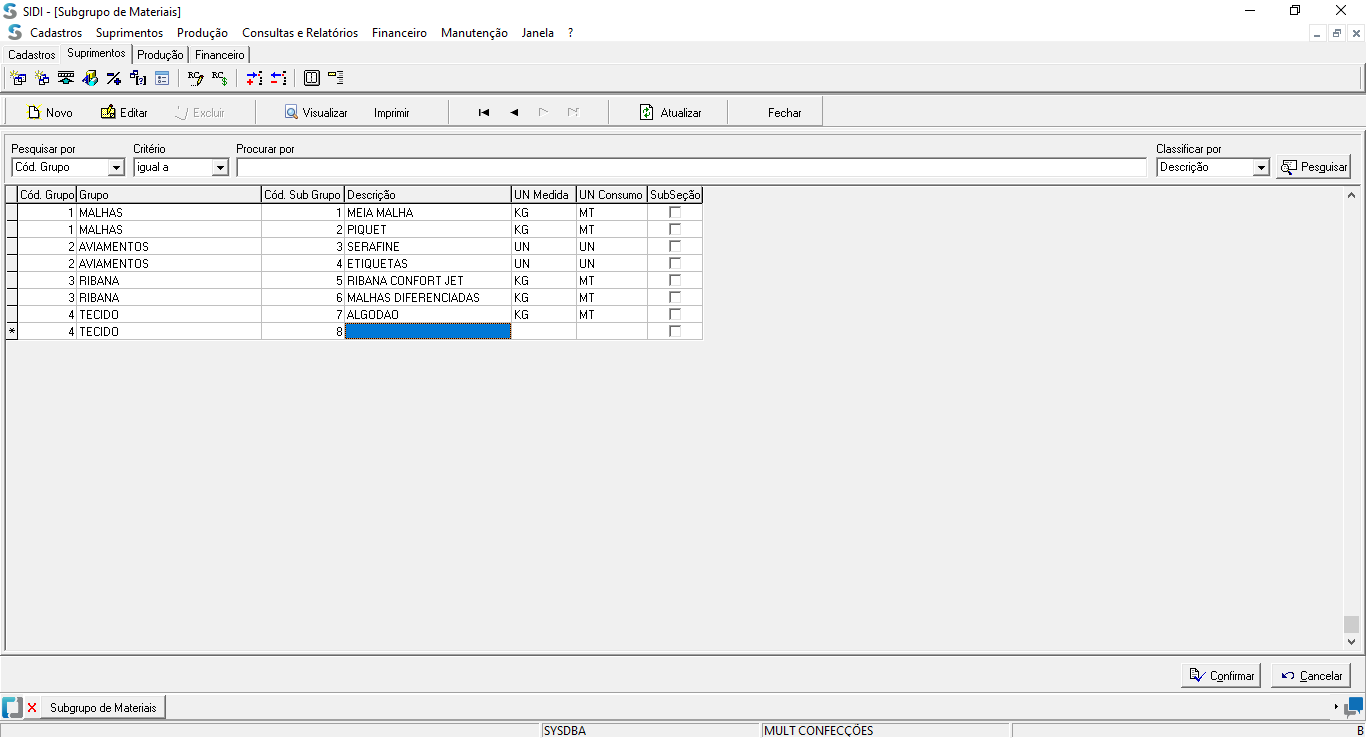 SIDI - [Subgrupo de Materiais]
Cadastros Suprimentos Produção Consultas e Relatórios Financeiro Manutenção Janela ?
Cadastros Suprimentos Produção Financeiro
Novo Editar Excluir Visualizar Imprimir Atualizar Fechar
Pesquisar por Critério Procurar por Classificar por
Cód. Grupo igual a Descrição Pesquisar
Cód. Grupo Grupo Cód. Sub Grupo Descrição UN Medida UN Consumo SubSeção
1 MALHAS 1 MEIA MALHA KG MT
1 MALHAS 2 PIQUET KG MT
2 AVIAMENTOS 3 SERAFINE UN UN
2 AVIAMENTOS 4 ETIQUETAS UN UN
3 RIBANA 5 RIBANA CONFORT JET KG MT
3 RIBANA 6 MALHAS DIFERENCIADAS KG MT
4 TECIDO 7 ALGODAO KG MT
* 4 TECIDO 8
Confirmar Cancelar
Subgrupo de Materiais
SYSDBA MULT CONFECÇÕES B